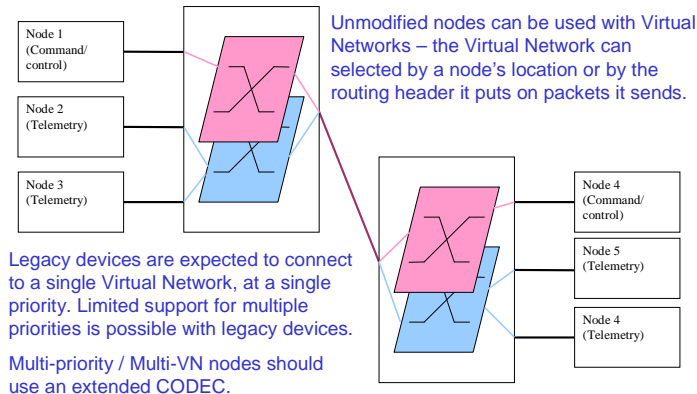 Node 1
(Command/
control)
Node 2
(Telemetry)
Node 3
(Telemetry)
Unmodified nodes can be used with Virtual
Networks – the Virtual Network can
selected by a node's location or by the
routing header it puts on packets it sends.
Node 4
(Command/
control)
Node 5
(Telemetry)
Node 4
(Telemetry)
Legacy devices are expected to connect
to a single Virtual Network, at a single
priority. Limited support for multiple
priorities is possible with legacy devices.
Multi-priority / Multi-VN nodes should
use an extended CODEC.